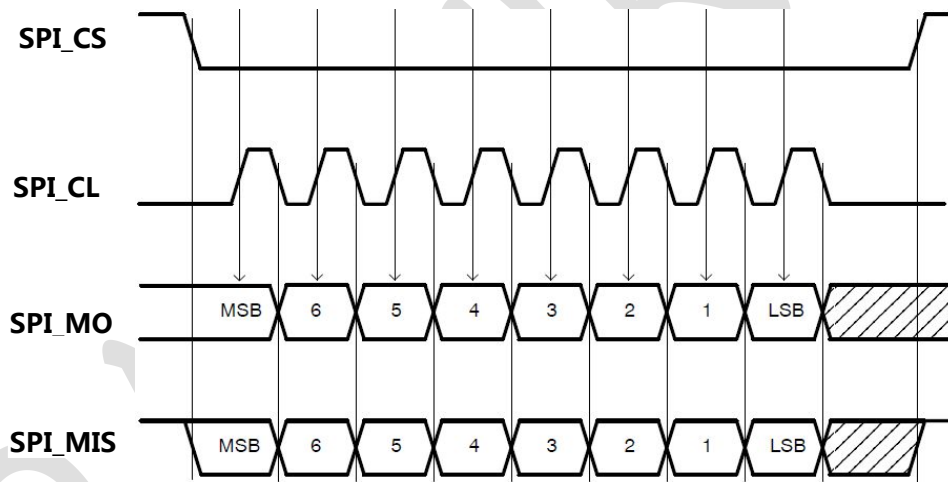 SPI_CS
SPI_CL
SPI_MO MSB 6 5 4 3 2 1 LSB
SPI_MIS MSB 6 5 4 3 2 1 LSB